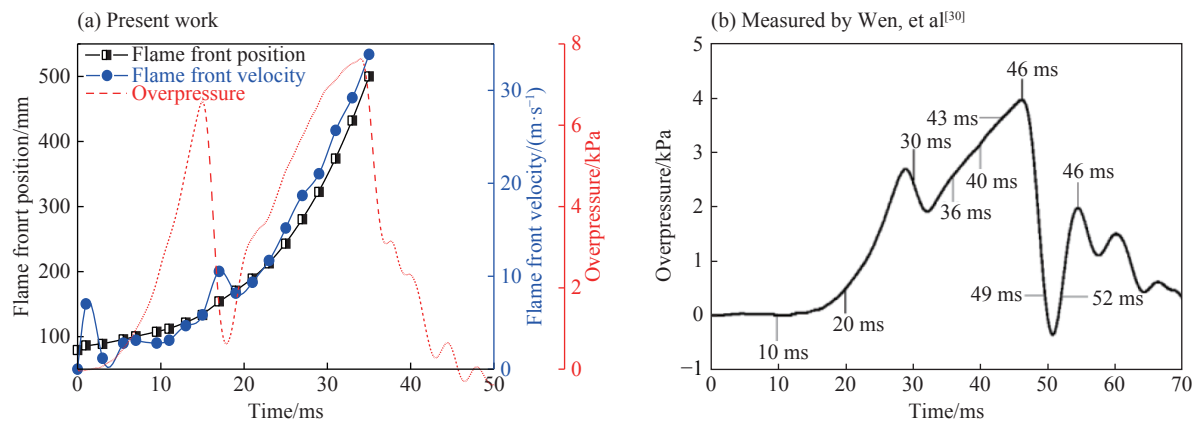 (a) Present work
Flame front position
Flame front velocity
Overpressure
Flame fronrt position/mm
500
400
300
200
100
0 10 20 30 40 50
Time/ms
30
20
10
0
Flame front velocity/(m·s⁻¹)
8
6
4
2
0
Overpressure/kPa
(b) Measured by Wen, et al[30]
Overpressure/kPa
5
4
3
2
1
0
−1
46 ms
43 ms
30 ms
40 ms
36 ms
46 ms
49 ms
52 ms
20 ms
10 ms
0 10 20 30 40 50 60 70
Time/ms